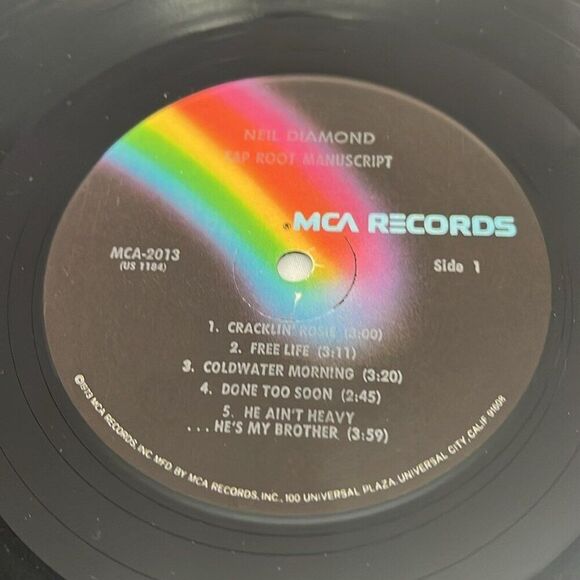 NEIL DIAMOND
TAP ROOT MANUSCRIPT
®MCA RECORDS
MCA-2013
(US 1184)
Side 1
1. CRACKLIN' ROSIE (3:00)
2. FREE LIFE (3:11)
3. COLDWATER MORNING (3:20)
4. DONE TOO SOON (2:45)
5. HE AIN'T HEAVY
. . . HE'S MY BROTHER (3:59)
©1973 MCA RECORDS, INC. MFD. BY MCA RECORDS, INC., 100 UNIVERSAL PLAZA, UNIVERSAL CITY, CALIF. 91608